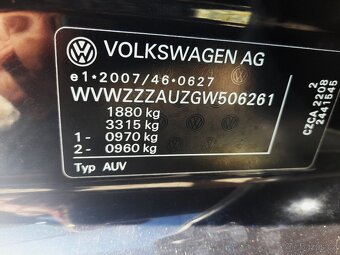 VOLKSWAGEN AG
e1*2007/46*0627
WVWZZZAUZGW506261
1880 kg
3315 kg
1- 0970 kg
2- 0960 kg
Typ AUV
2
CZCA 2208
2441645